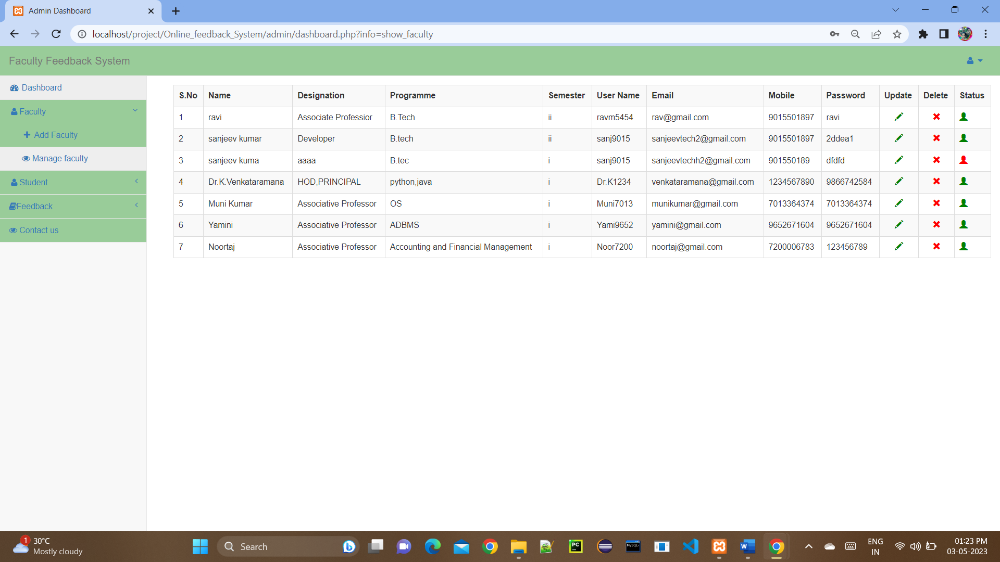 Admin Dashboard
localhost/project/Online_feedback_System/admin/dashboard.php?info=show_faculty
Faculty Feedback System
Dashboard
Faculty
Add Faculty
Manage faculty
Student
Feedback
Contact us
S.No Name Designation Programme Semester User Name Email Mobile Password Update Delete Status
1 ravi Associate Professior B.Tech ii ravm5454 rav@gmail.com 9015501897 ravi
2 sanjeev kumar Developer B.tech ii sanj9015 sanjeevtech2@gmail.com 9015501897 2ddea1
3 sanjeev kuma aaaa B.tec i sanj9015 sanjeevtechh2@gmail.com 901550189 dfdfd
4 Dr.K.Venkataramana HOD,PRINCIPAL python,java i Dr.K1234 venkataramana@gmail.com 1234567890 9866742584
5 Muni Kumar Associative Professor OS i Muni7013 munikumar@gmail.com 7013364374 7013364374
6 Yamini Associative Professor ADBMS i Yami9652 yamini@gmail.com 9652671604 9652671604
7 Noortaj Associative Professor Accounting and Financial Management i Noor7200 noortaj@gmail.com 7200006783 123456789
1
30°C
Mostly cloudy
Search
PC
MySQL
W
ENG
IN
01:23 PM
03-05-2023